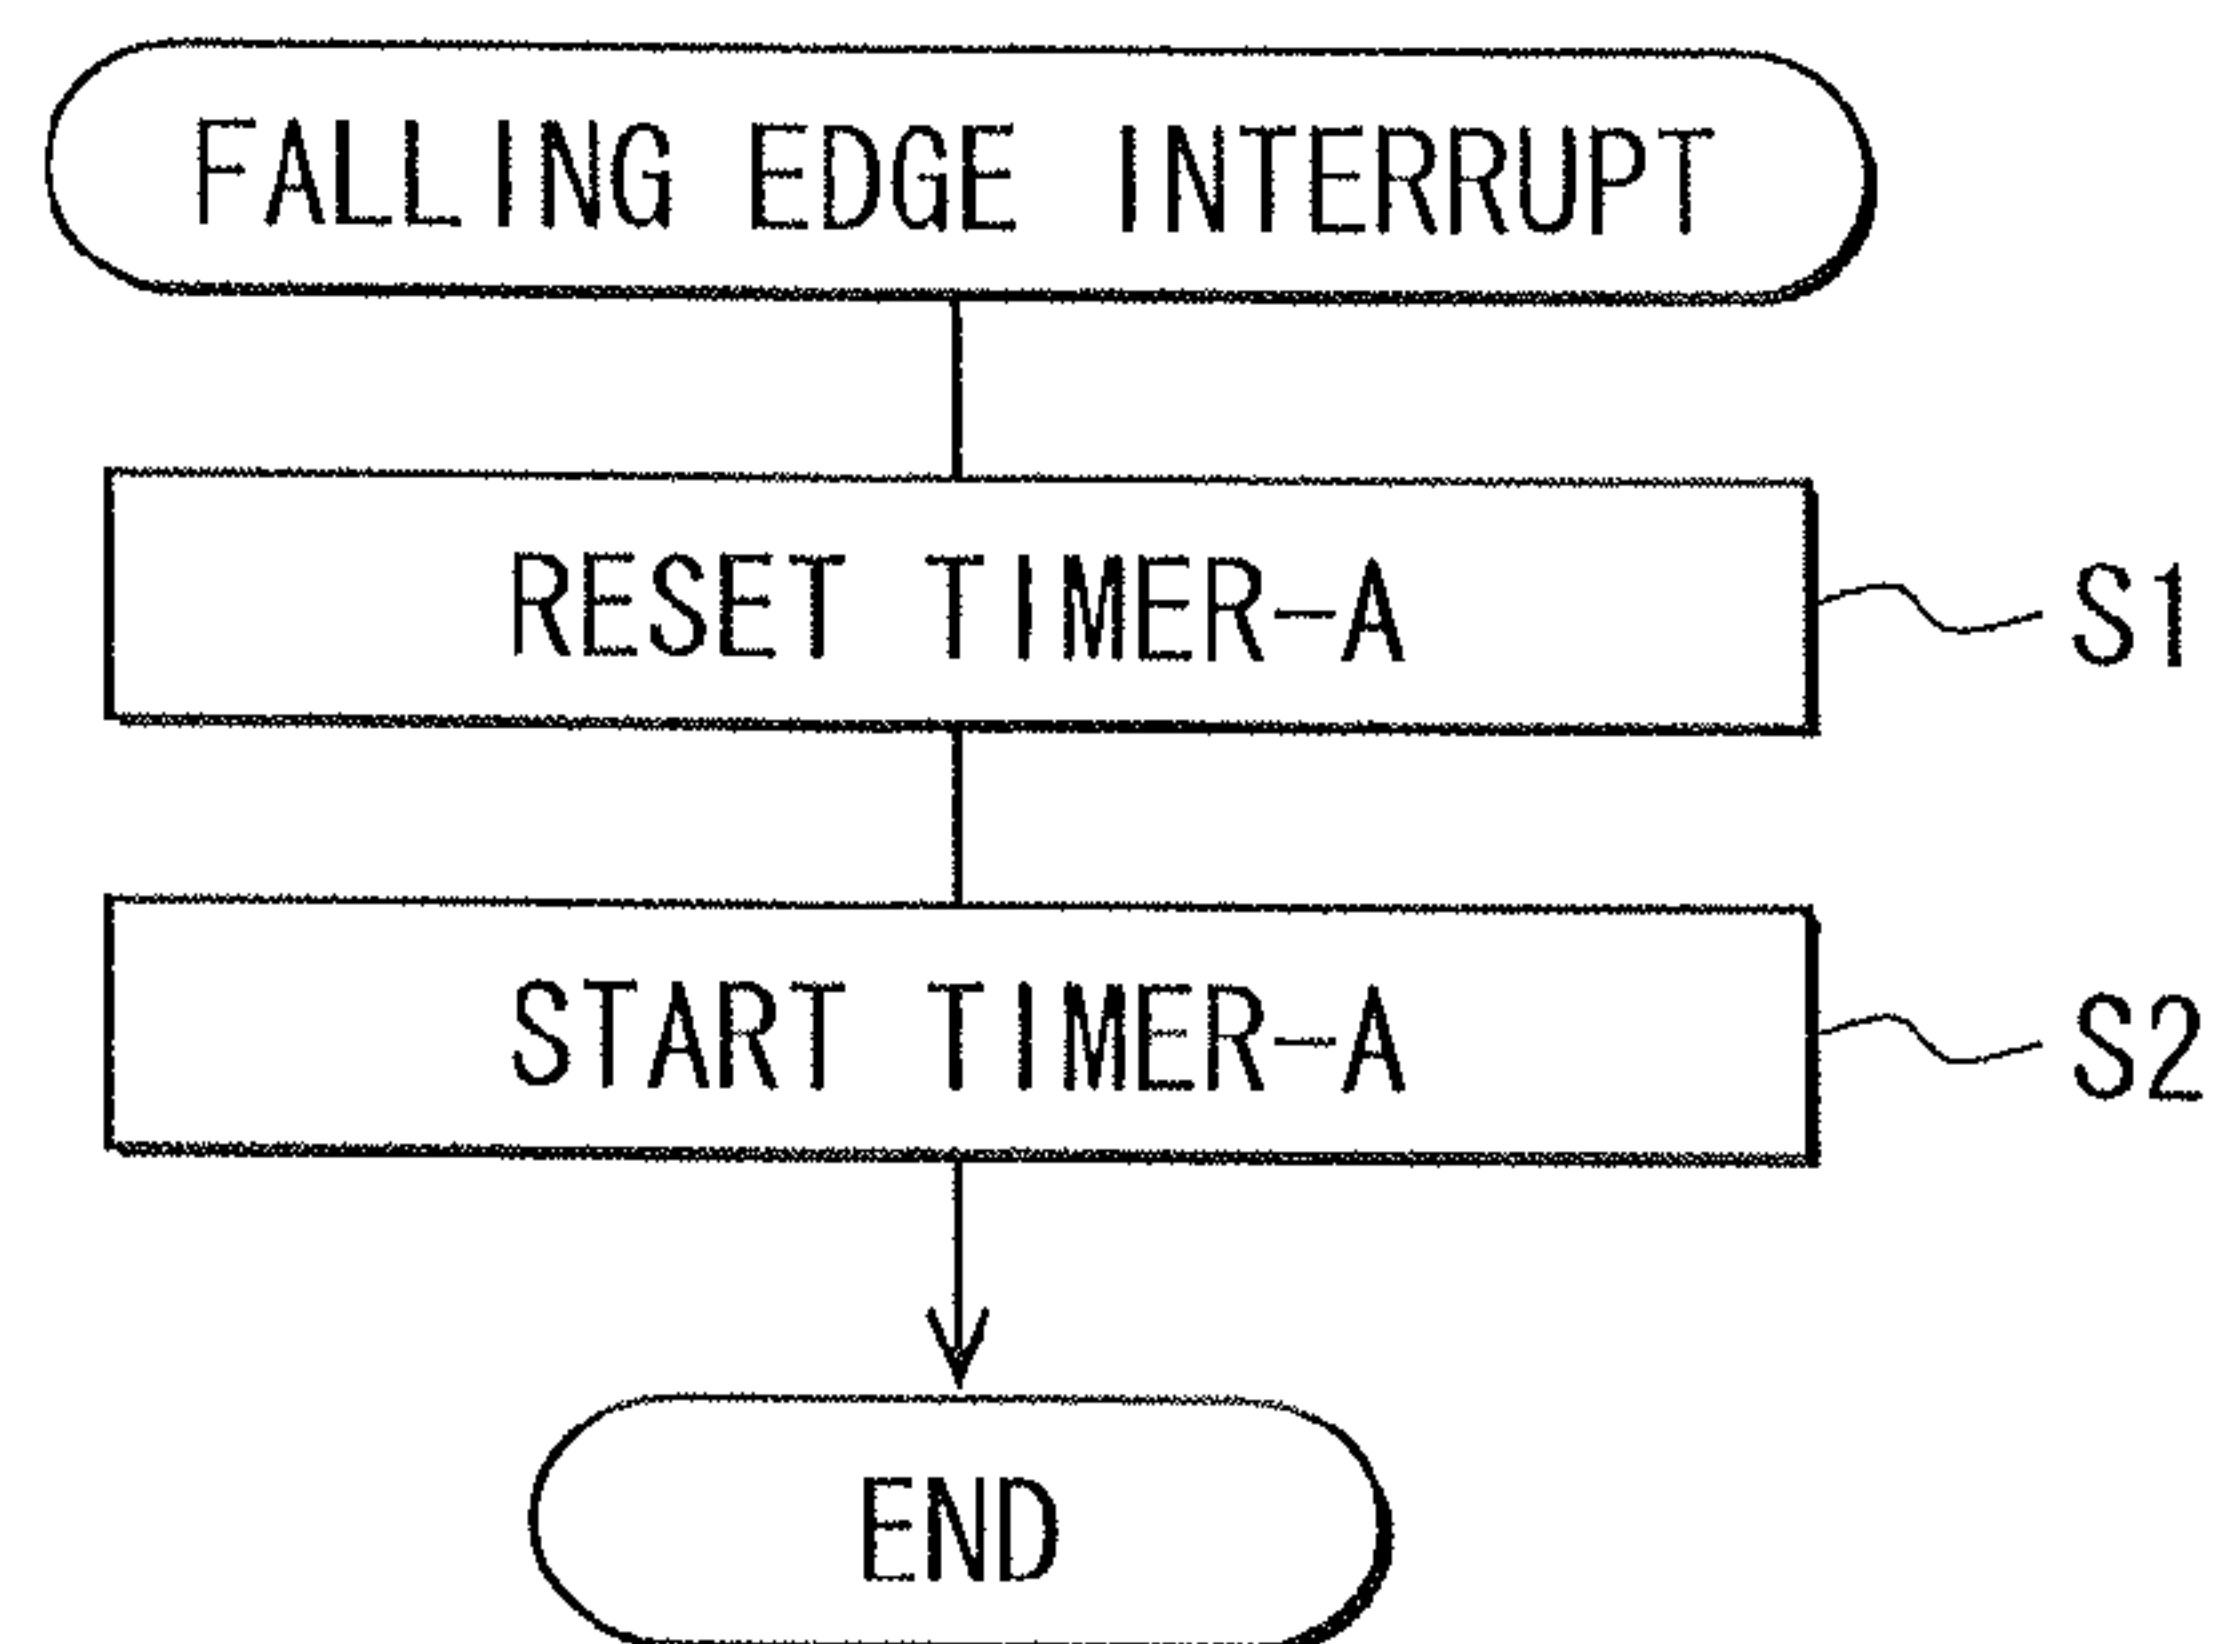 FALLING EDGE INTERRUPT
RESET TIMER-A
S1
START TIMER-A
S2
END